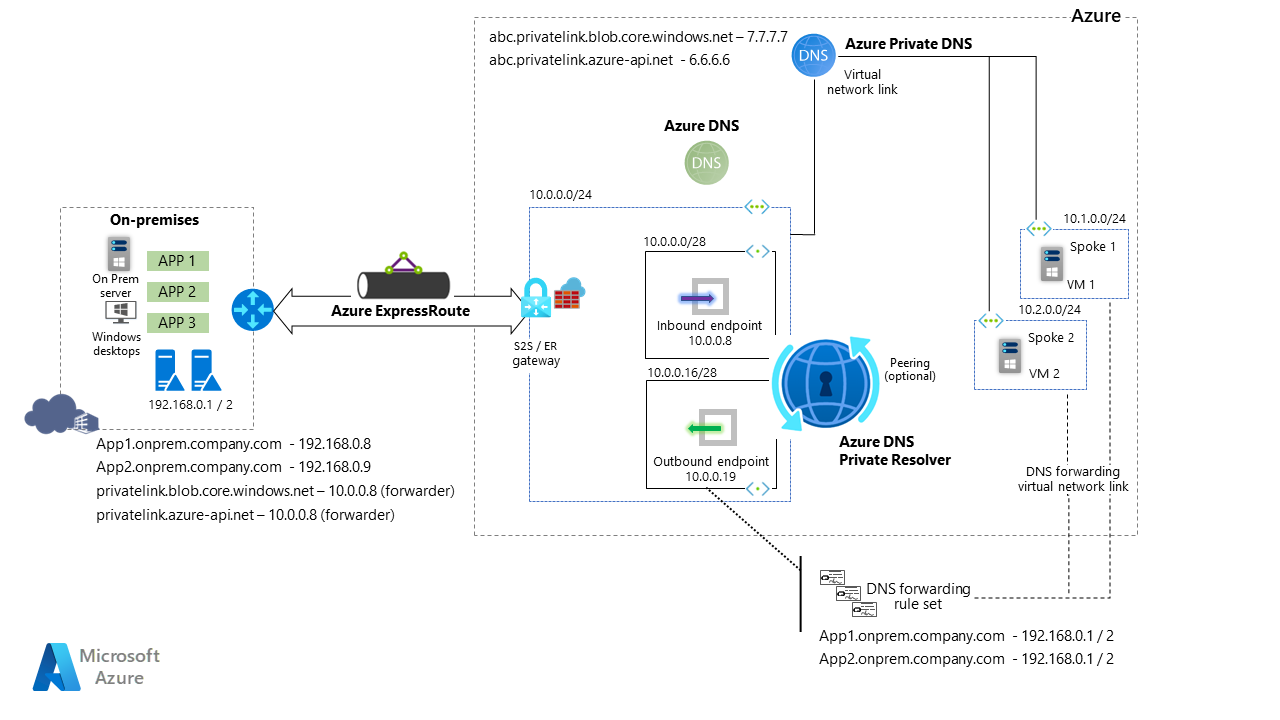 Azure
abc.privatelink.blob.core.windows.net – 7.7.7.7
abc.privatelink.azure-api.net - 6.6.6.6
DNS
Azure Private DNS
Virtual
network link
Azure DNS
DNS
10.0.0.0/24
On-premises
On Prem
server
APP 1
APP 2
APP 3
Windows
desktops
192.168.0.1 / 2
Azure ExpressRoute
S2S / ER
gateway
10.0.0.0/28
Inbound endpoint
10.0.0.8
10.0.0.16/28
Outbound endpoint
10.0.0.19
Peering
(optional)
Azure DNS
Private Resolver
10.1.0.0/24
Spoke 1
VM 1
10.2.0.0/24
Spoke 2
VM 2
App1.onprem.company.com - 192.168.0.8
App2.onprem.company.com - 192.168.0.9
privatelink.blob.core.windows.net – 10.0.0.8 (forwarder)
privatelink.azure-api.net – 10.0.0.8 (forwarder)
DNS forwarding
virtual network link
DNS forwarding
rule set
App1.onprem.company.com - 192.168.0.1 / 2
App2.onprem.company.com - 192.168.0.1 / 2
Microsoft
Azure